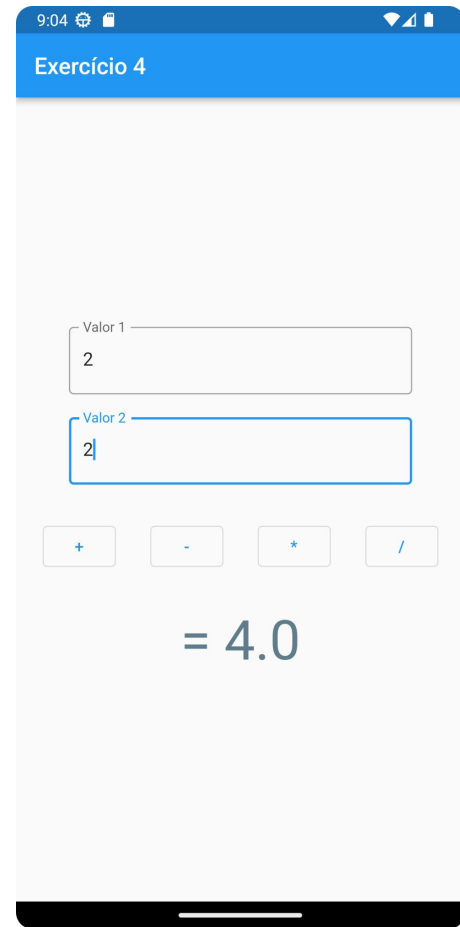 9:04
Exercício 4
Valor 1
2
Valor 2
2
+ - * /
= 4.0